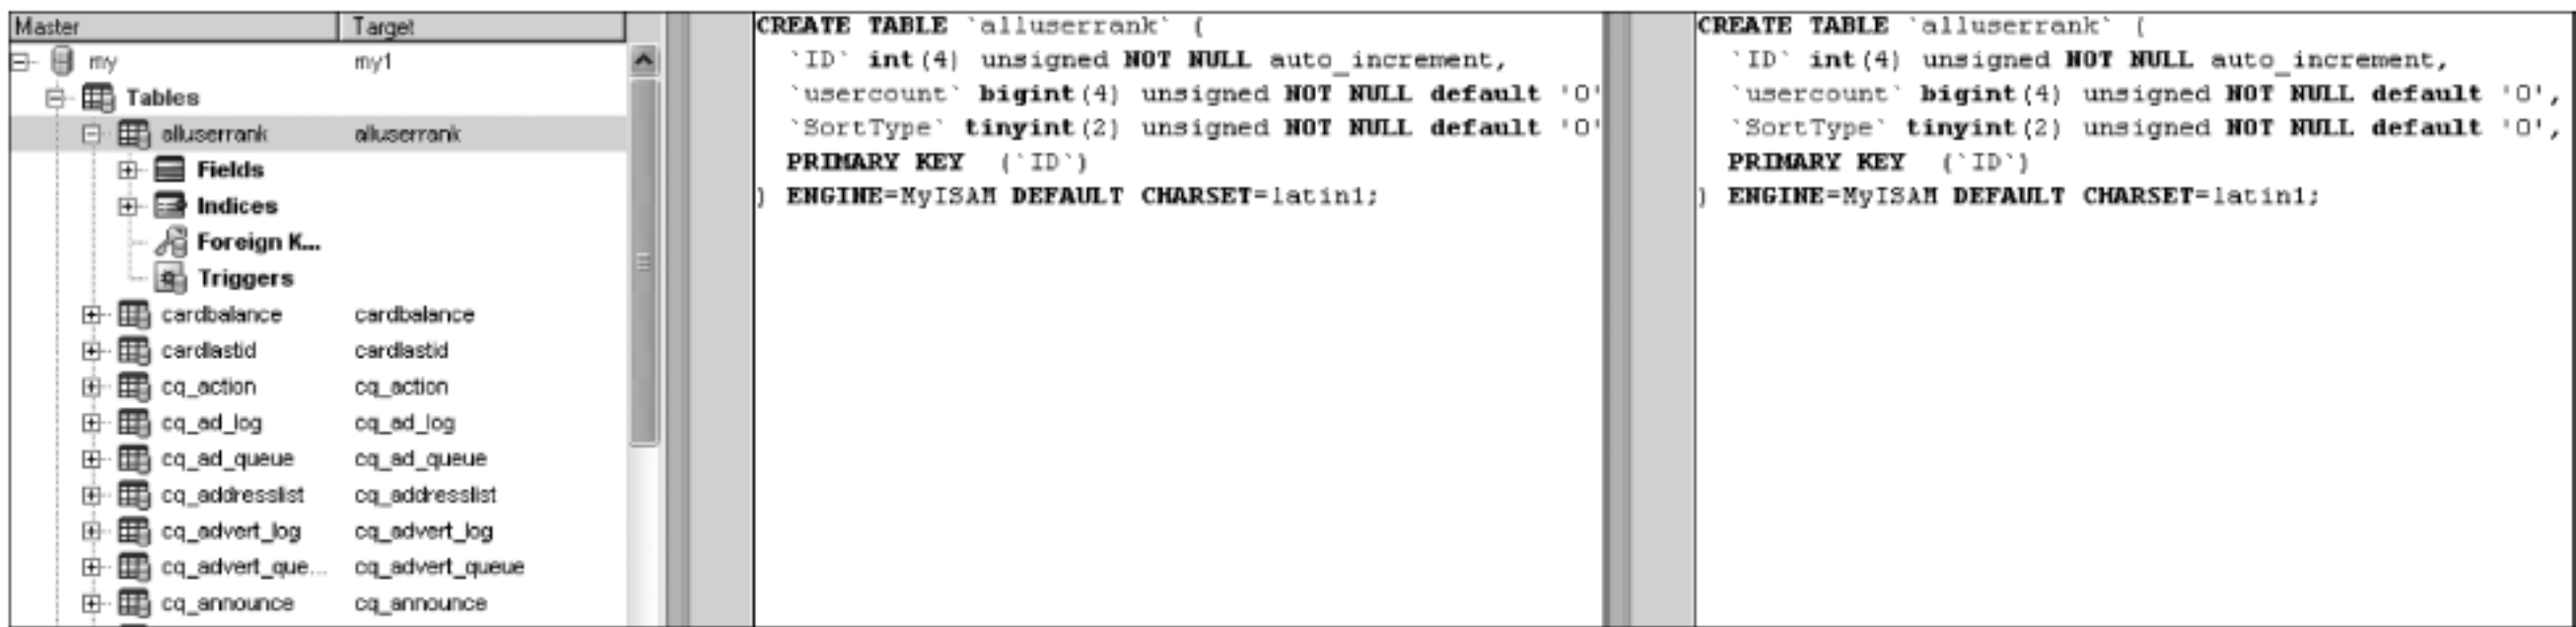 Master Target
my my1
Tables
alluserrank alluserrank
Fields
Indices
Foreign K...
Triggers
cardbalance cardbalance
cardlastid cardlastid
cq_action cq_action
cq_ad_log cq_ad_log
cq_ad_queue cq_ad_queue
cq_addresslist cq_addresslist
cq_advert_log cq_advert_log
cq_advert_que... cq_advert_queue
cq_announce cq_announce
CREATE TABLE `alluserrank` (
`ID` int(4) unsigned NOT NULL auto_increment,
`usercount` bigint(4) unsigned NOT NULL default '0'
`SortType` tinyint(2) unsigned NOT NULL default '0'
PRIMARY KEY (`ID`)
) ENGINE=MyISAM DEFAULT CHARSET=latin1;
CREATE TABLE `alluserrank` (
`ID` int(4) unsigned NOT NULL auto_increment,
`usercount` bigint(4) unsigned NOT NULL default '0',
`SortType` tinyint(2) unsigned NOT NULL default '0',
PRIMARY KEY (`ID`)
) ENGINE=MyISAM DEFAULT CHARSET=latin1;